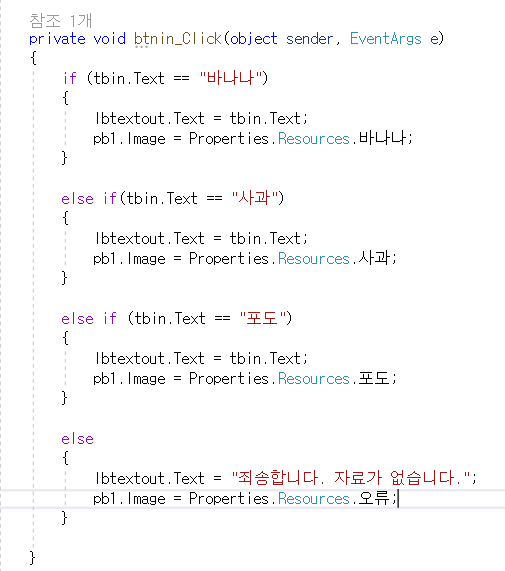 참조 1개
private void btnin_Click(object sender, EventArgs e)
{
if (tbin.Text == "바나나")
{
lbtextout.Text = tbin.Text;
pb1.Image = Properties.Resources.바나나;
}
else if(tbin.Text == "사과")
{
lbtextout.Text = tbin.Text;
pb1.Image = Properties.Resources.사과;
}
else if (tbin.Text == "포도")
{
lbtextout.Text = tbin.Text;
pb1.Image = Properties.Resources.포도;
}
else
{
lbtextout.Text = "죄송합니다. 자료가 없습니다.";
pb1.Image = Properties.Resources.오류;
}
}